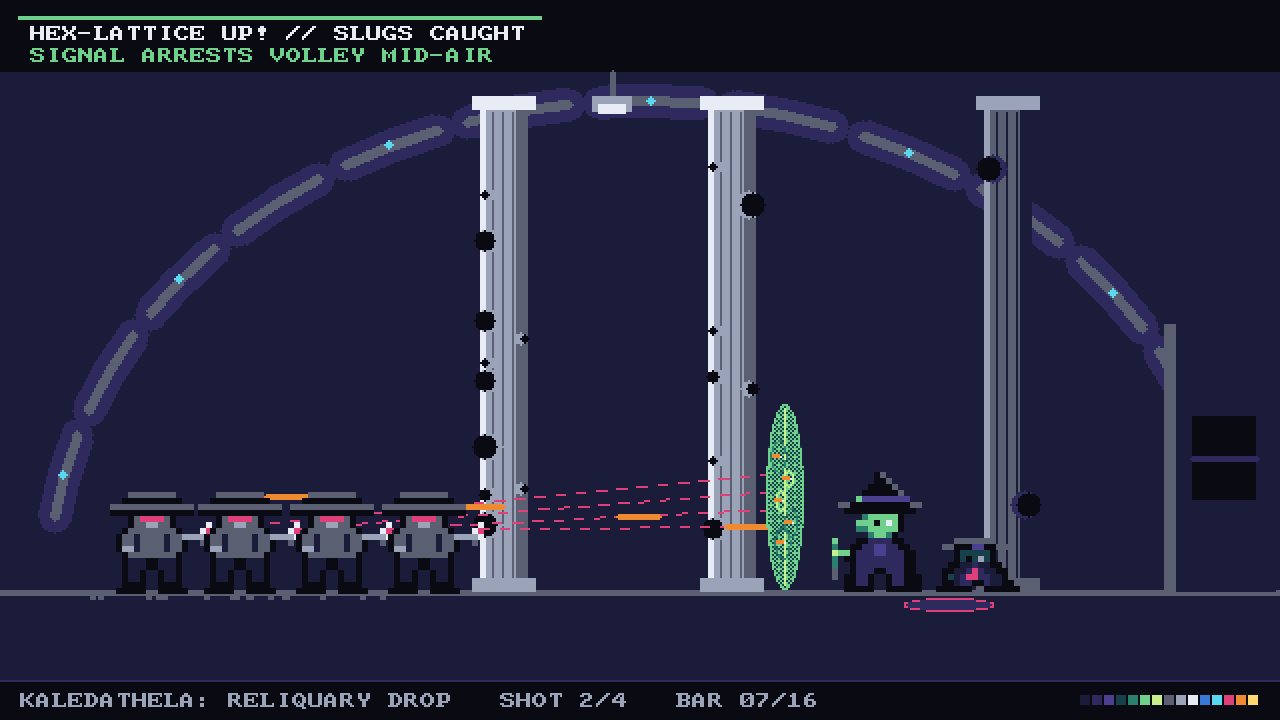 HEX-LATTICE UP! // SLUGS CAUGHT
SIGNAL ARRESTS VOLLEY MID-AIR
KALEDATHELA: RELIQUARY DROP SHOT 2/4 BAR 07/16